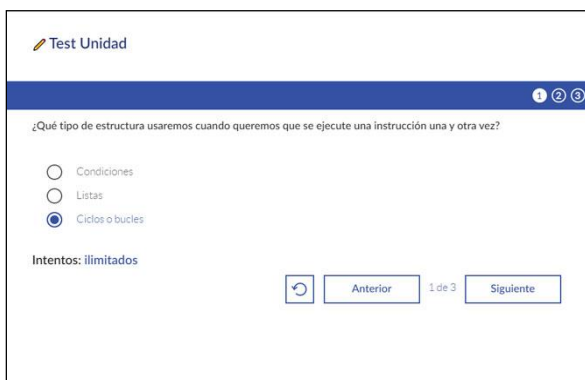 Test Unidad
1 2 3
¿Qué tipo de estructura usaremos cuando queremos que se ejecute una instrucción una y otra vez?
Condiciones
Listas
Ciclos o bucles
Intentos: ilimitados
Anterior 1 de 3 Siguiente